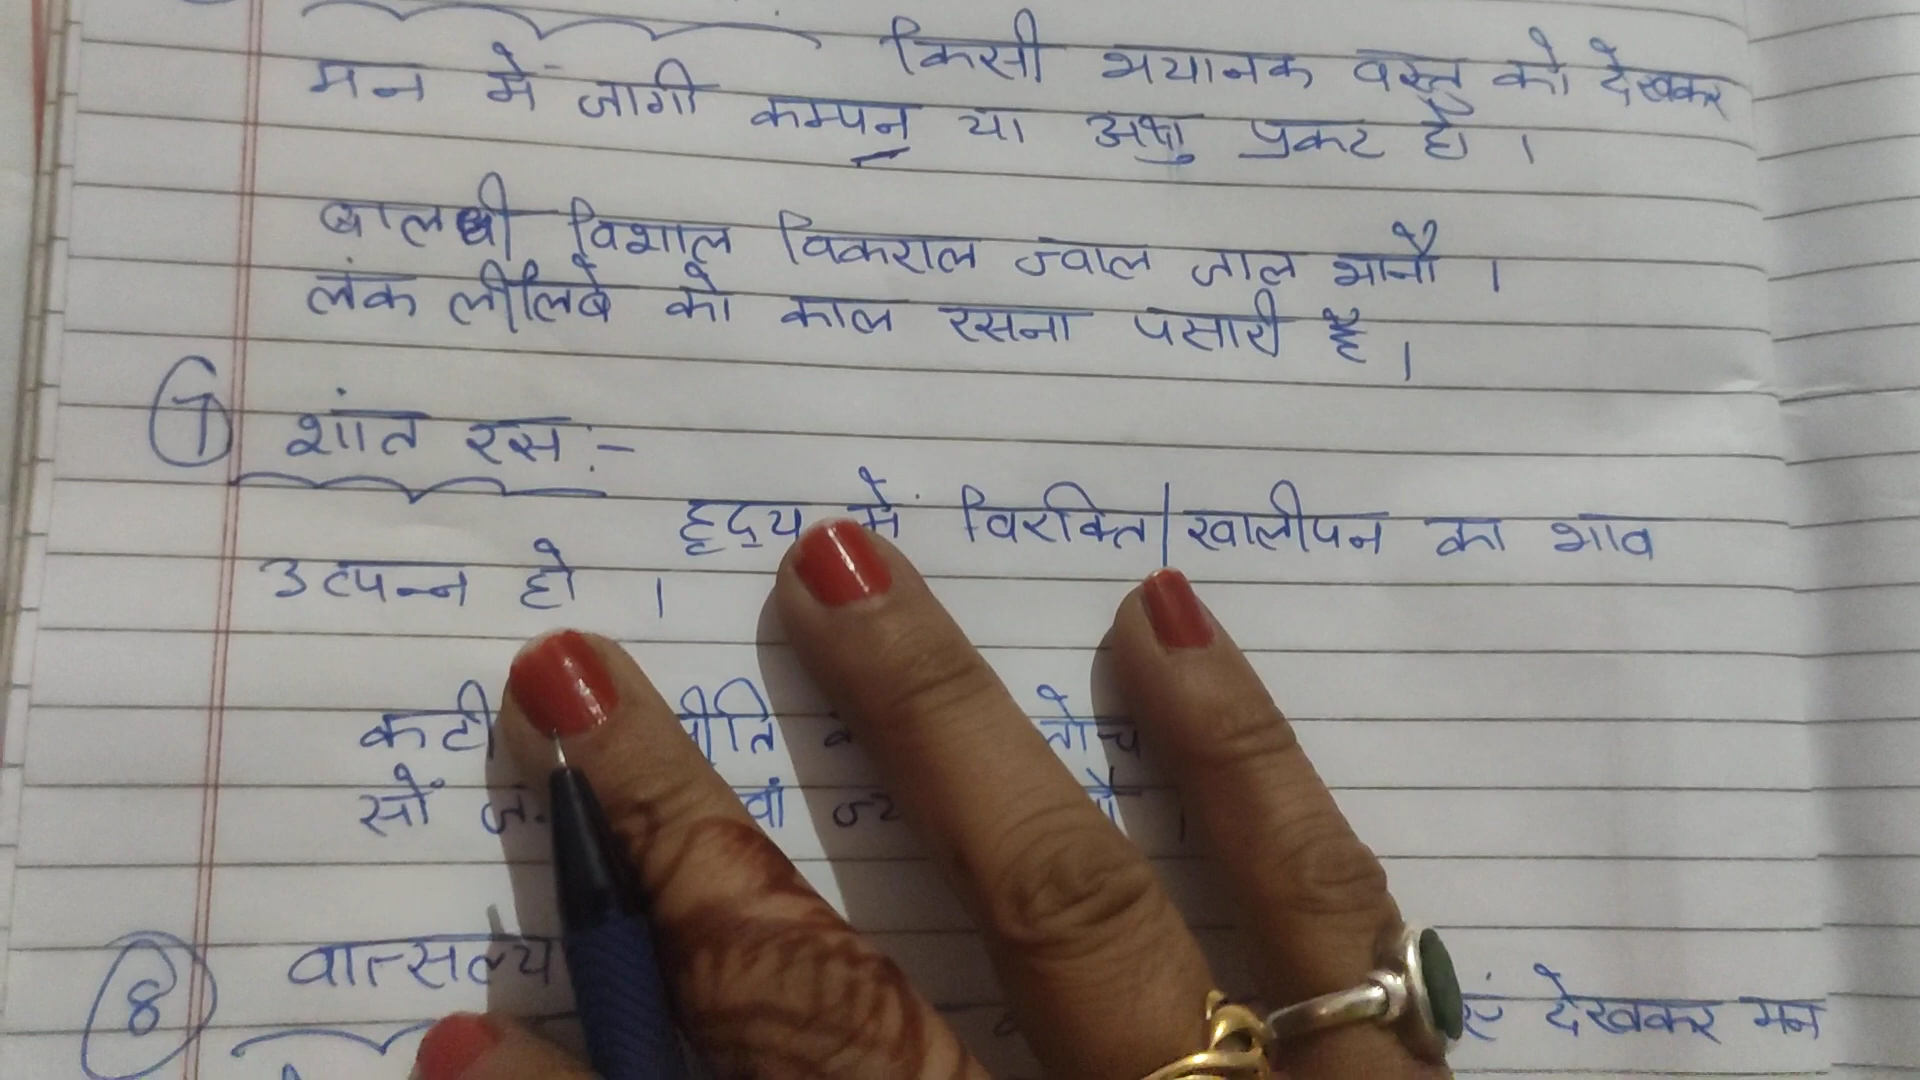 किसी भयानक वस्तु को देखकर
मन में जागी कम्पन या अश्रु प्रकट हो ।
बालधी विशाल विकराल ज्वाल जाल मानौ ।
लंक लीलिबे को काल रसना पसारी है ।
7 शांत रस :-
हृदय में विरक्ति/खालीपन का भाव
उत्पन्न हो ।
कटी
सों
8 वात्सल्य देखकर मन